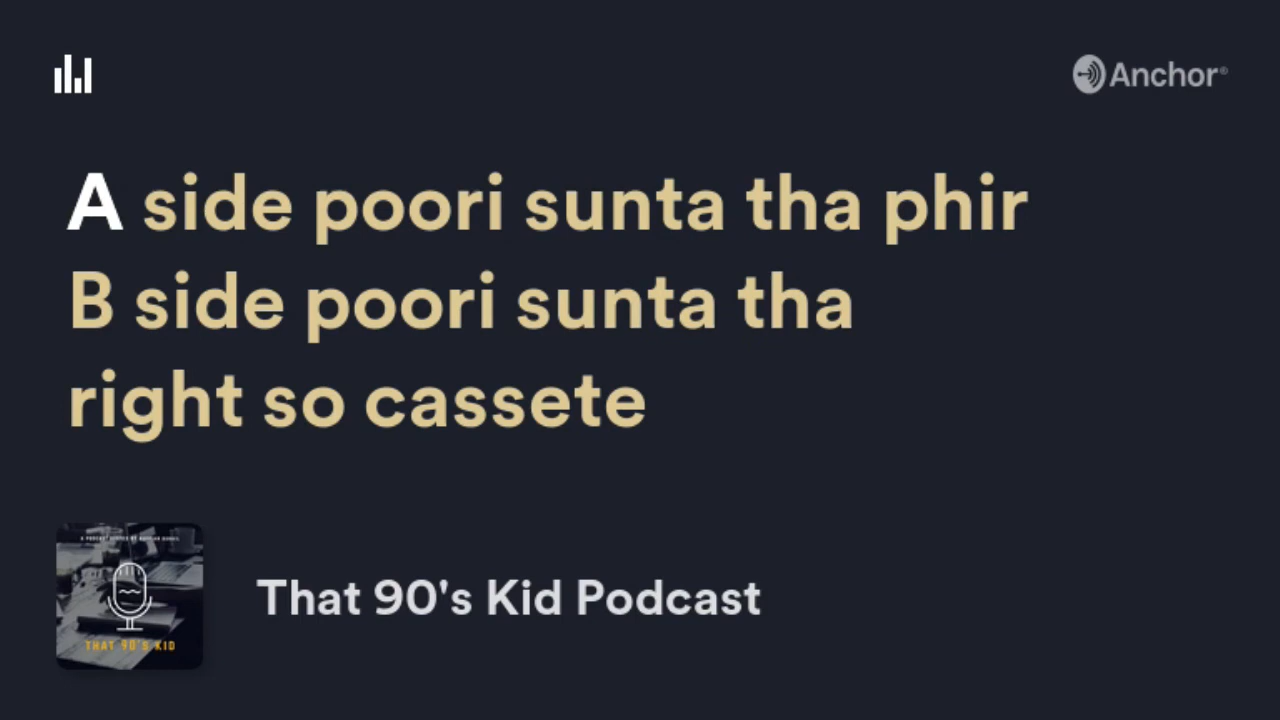 Anchor®
A side poori sunta tha phir
B side poori sunta tha
right so cassete
THAT 90'S KID
That 90's Kid Podcast